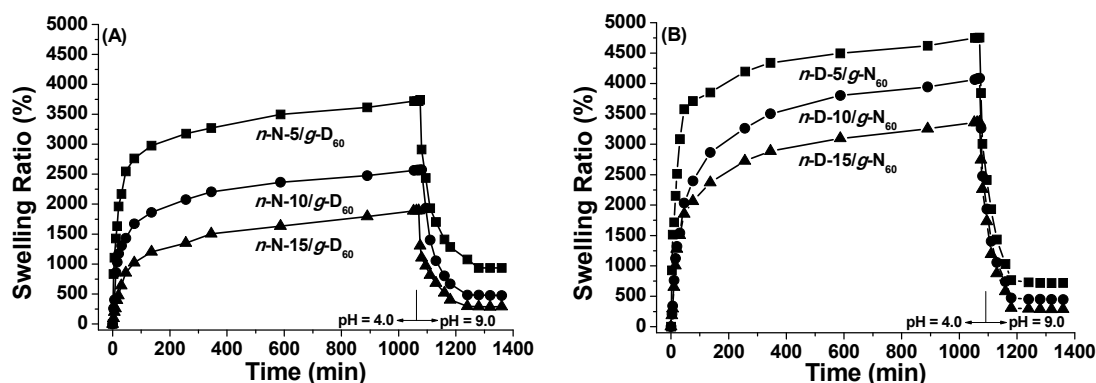 (A)
Swelling Ratio (%)
5000
4500
4000
3500
3000
2500
2000
1500
1000
500
0
n-N-5/g-D60
n-N-10/g-D60
n-N-15/g-D60
pH = 4.0 pH = 9.0
0 200 400 600 800 1000 1200 1400
Time (min)
(B)
Swelling Ratio (%)
5000
4500
4000
3500
3000
2500
2000
1500
1000
500
0
n-D-5/g-N60
n-D-10/g-N60
n-D-15/g-N60
pH = 4.0 pH = 9.0
0 200 400 600 800 1000 1200 1400
Time (min)